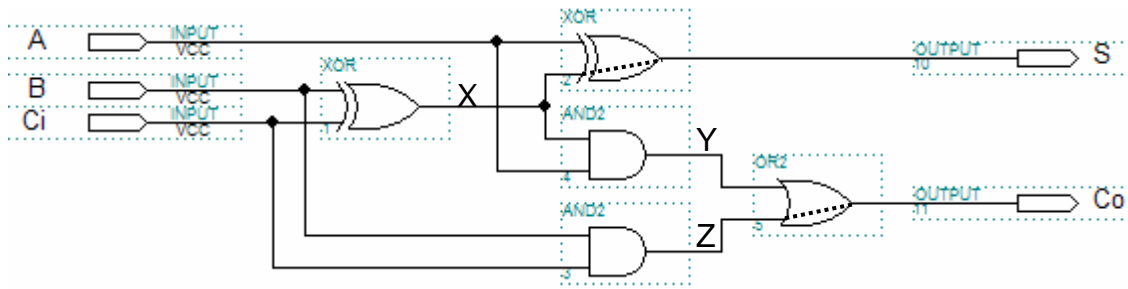 XOR
A INPUT VCC
OUTPUT 10 S
XOR
2
B INPUT VCC
X
Ci INPUT VCC
1
AND2
4
Y
OR2
5
OUTPUT 11 Co
AND2
3
Z